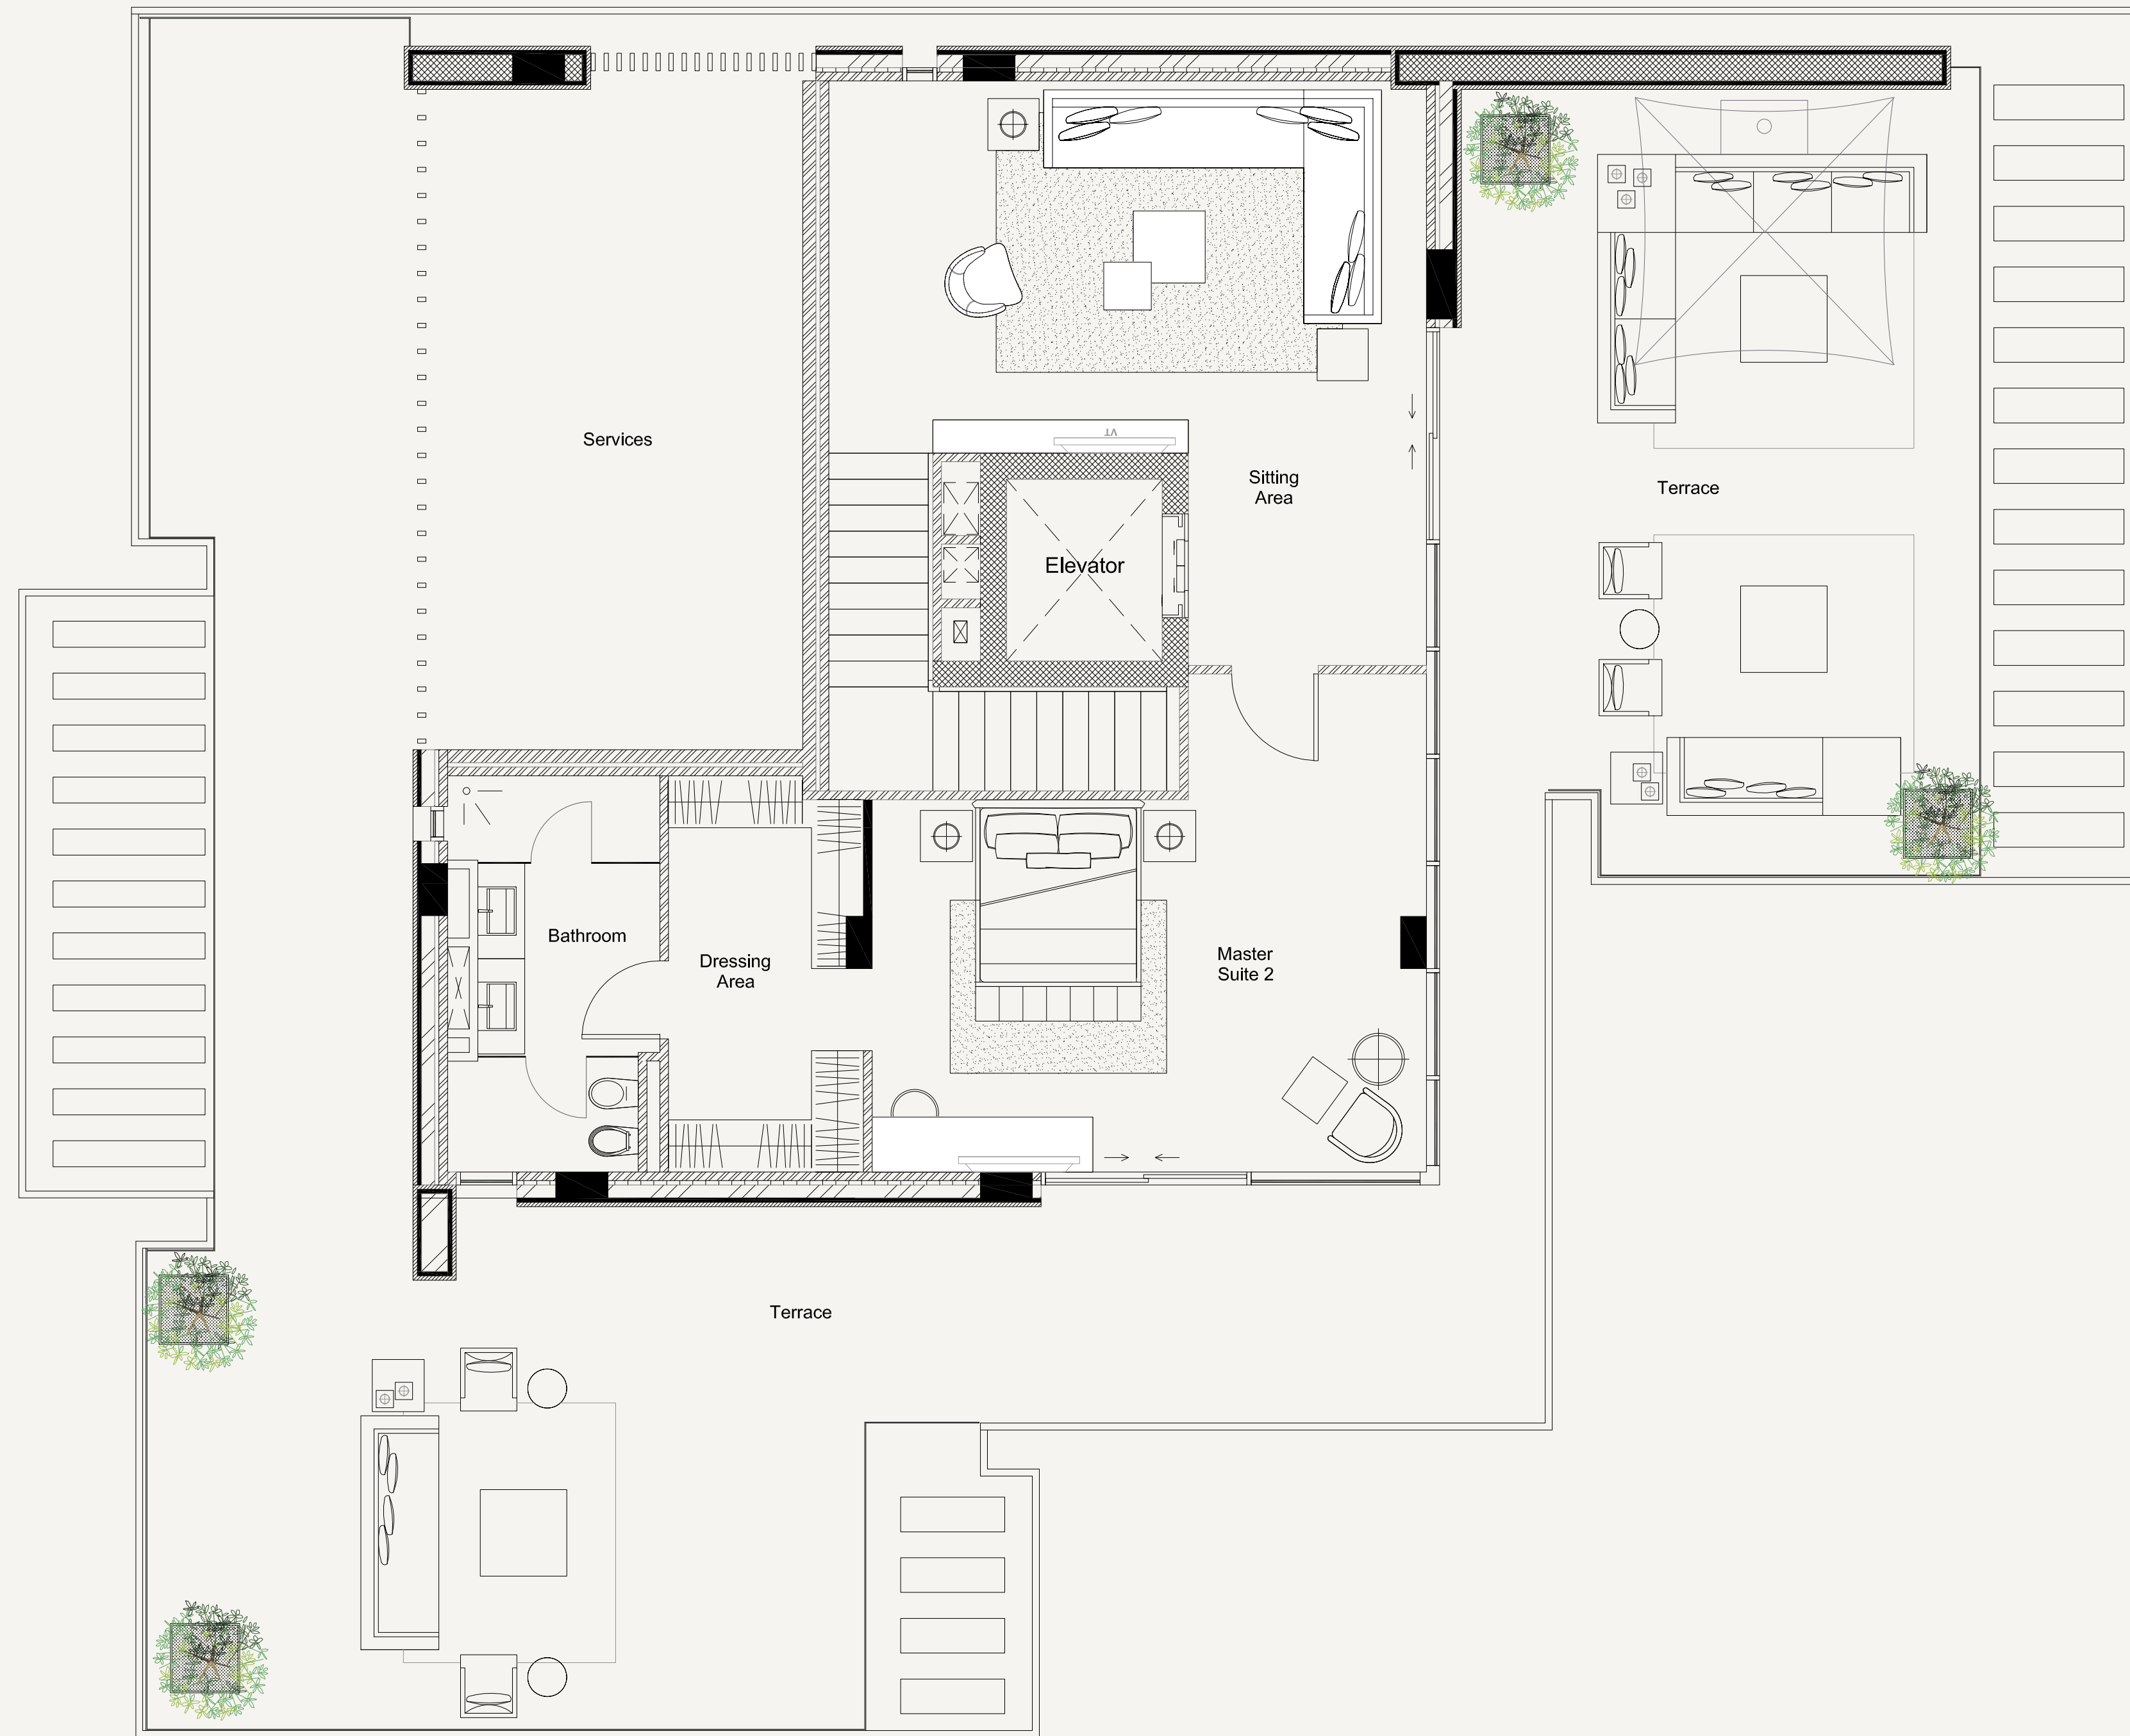 TV
Services
Sitting
Area
Terrace
Elevator
Bathroom
Dressing
Area
Master
Suite 2
Terrace